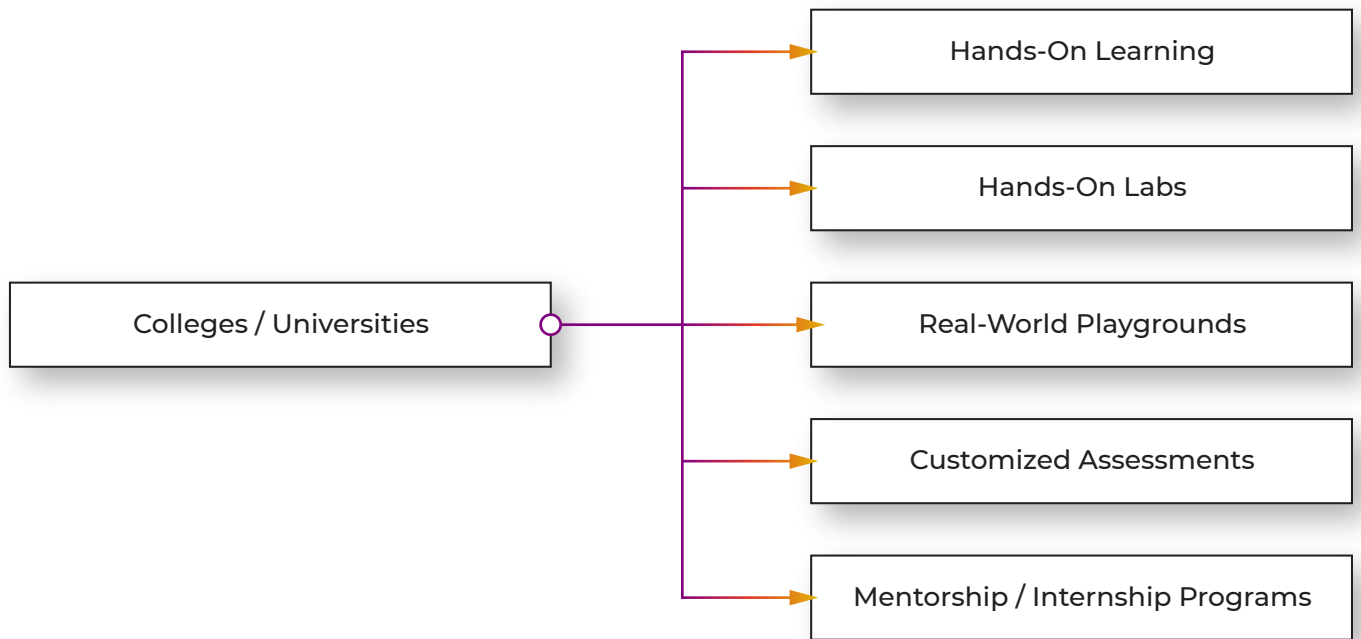 Hands-On Learning
Hands-On Labs
Colleges / Universities
Real-World Playgrounds
Customized Assessments
Mentorship / Internship Programs